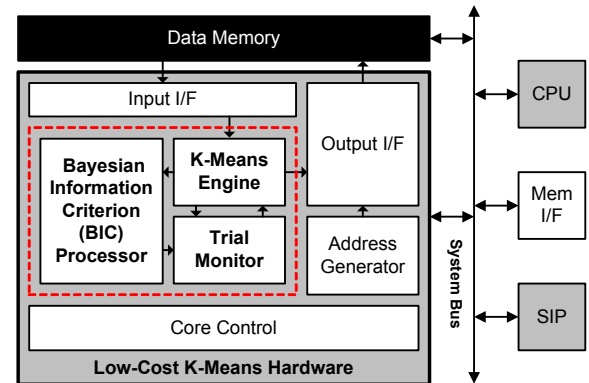 Data Memory
Input I/F
Bayesian
Information
Criterion
(BIC)
Processor
K-Means
Engine
Trial
Monitor
Output I/F
Address
Generator
Core Control
Low-Cost K-Means Hardware
System Bus
CPU
Mem
I/F
SIP